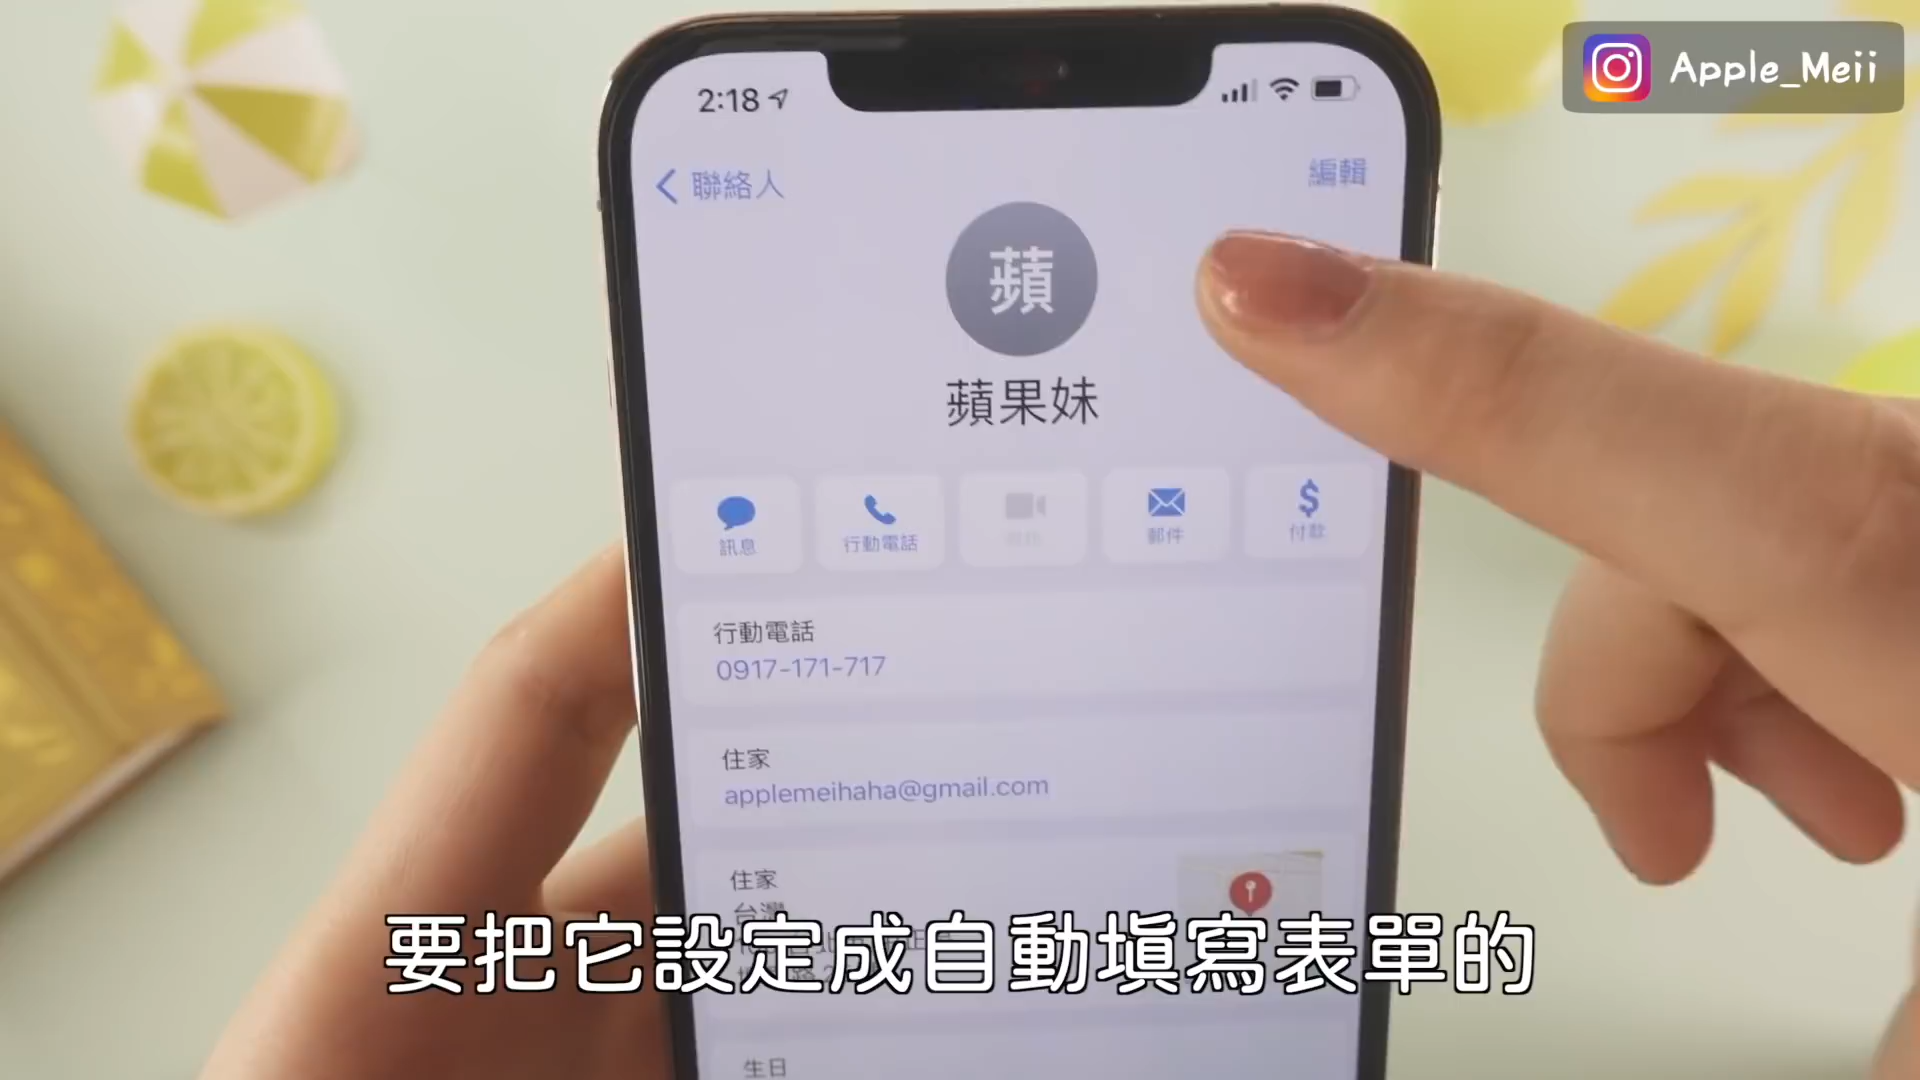 Apple_Meii
2:18
聯絡人
編輯
蘋
蘋果妹
訊息
行動電話
郵件
付款
行動電話
0917-171-717
住家
applemeihaha@gmail.com
住家
台灣
要把它設定成自動填寫表單的
生日